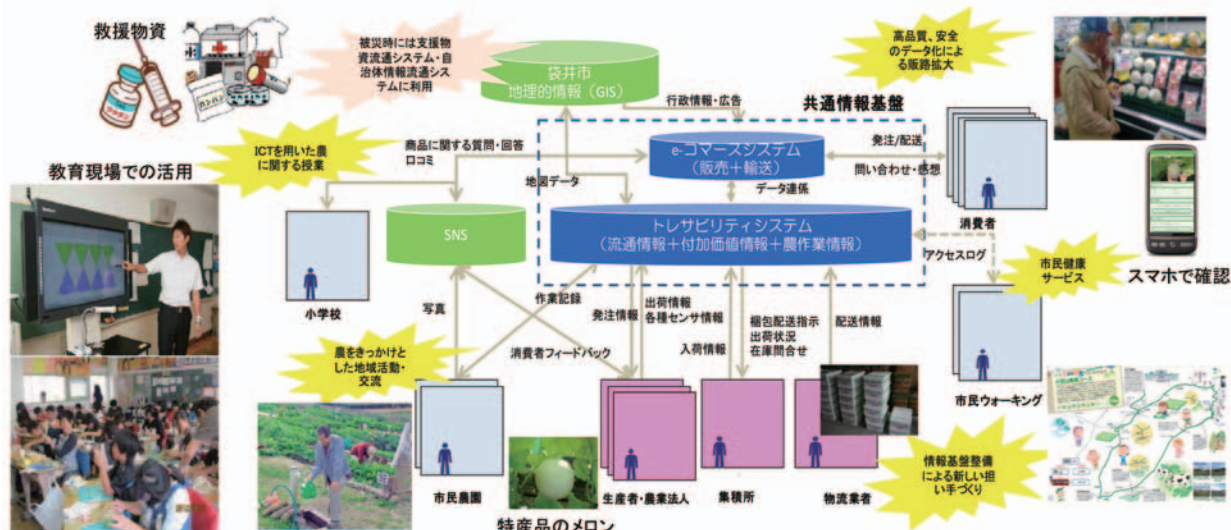 救援物資
被災時には支援物
資流通システム・自
治体情報流通シス
テムに利用
袋井市
地理的情報（GIS）
高品質、安全
のデータ化によ
る販路拡大
行政情報・広告
共通情報基盤
ICTを用いた農
に関する授業
商品に関する質問・回答
口コミ
e-コマースシステム
（販売＋輸送）
発注/配送
問い合わせ・感想
教育現場での活用
地図データ
データ連係
消費者
SNS
トレサビリティシステム
（流通情報＋付加価値情報＋農作業情報）
アクセスログ
スマホで確認
市民健康
サービス
小学校
写真
作業記録
発注情報
出荷情報
各種センサ情報
入荷情報
梱包配送指示
出荷状況
在庫問合せ
配送情報
農をきっかけと
した地域活動・
交流
消費者フィードバック
市民ウォーキング
市民農園
生産者・農業法人
集積所
物流業者
情報基盤整備
による新しい担
い手づくり
特産品のメロン